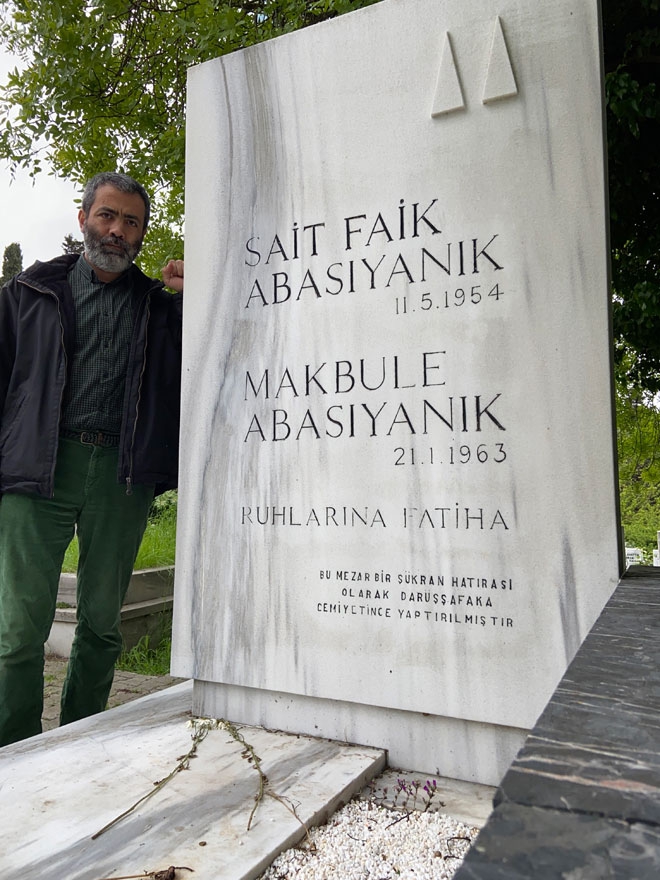 SAİT FAİK
ABASIYANIK
11.5.1954
MAKBULE
ABASIYANIK
21.1.1963
RUHLARINA FATİHA
BU MEZAR BİR ŞÜKRAN HATIRASI
OLARAK DARÜŞŞAFAKA
CEMİYETİNCE YAPTIRILMIŞTIR